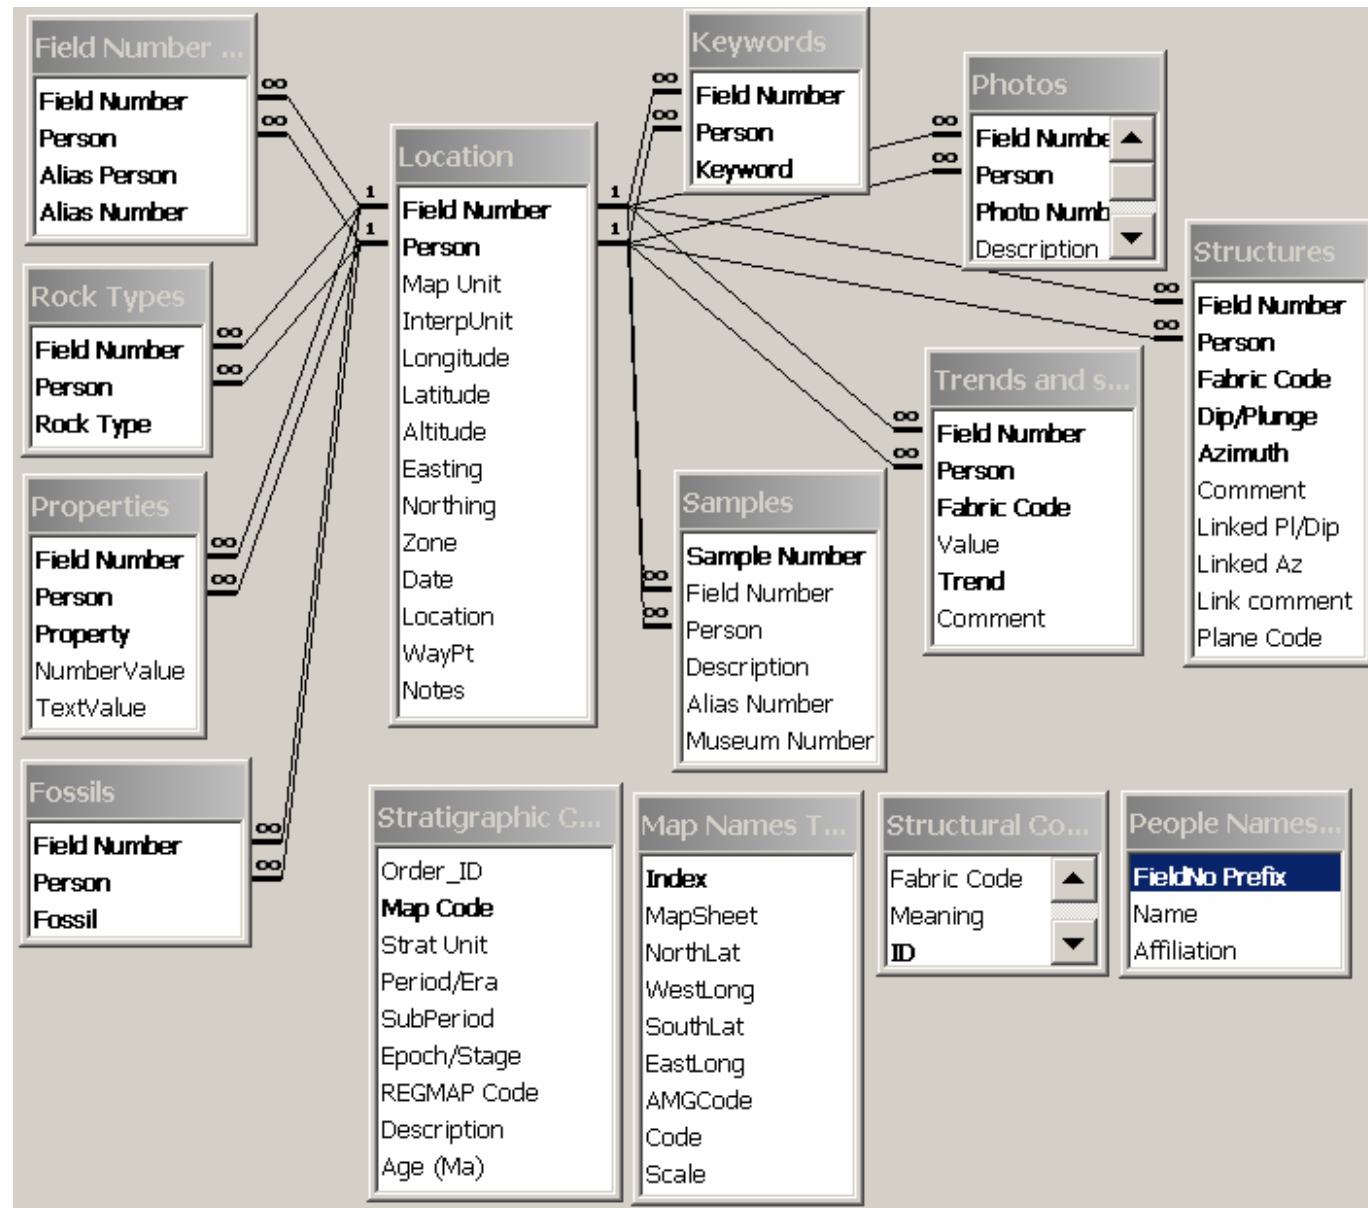 Field Number ...
Field Number
Person
Alias Person
Alias Number
Rock Types
Field Number
Person
Rock Type
Properties
Field Number
Person
Property
NumberValue
TextValue
Fossils
Field Number
Person
Fossil
Location
Field Number
Person
Map Unit
InterpUnit
Longitude
Latitude
Altitude
Easting
Northing
Zone
Date
Location
WayPt
Notes
Keywords
Field Number
Person
Keyword
Photos
Field Numbe
Person
Photo Numb
Description
Structures
Field Number
Person
Fabric Code
Dip/Plunge
Azimuth
Comment
Linked Pl/Dip
Linked Az
Link comment
Plane Code
Trends and s...
Field Number
Person
Fabric Code
Value
Trend
Comment
Samples
Sample Number
Field Number
Person
Description
Alias Number
Museum Number
Stratigraphic C...
Order_ID
Map Code
Strat Unit
Period/Era
SubPeriod
Epoch/Stage
REGMAP Code
Description
Age (Ma)
Map Names T...
Index
MapSheet
NorthLat
WestLong
SouthLat
EastLong
AMGCode
Code
Scale
Structural Co...
Fabric Code
Meaning
ID
People Names...
FieldNo Prefix
Name
Affiliation
∞
∞
∞
∞
∞
∞
∞
∞
1
1
1
1
∞
∞
∞
∞
∞
∞
∞
∞
∞
∞